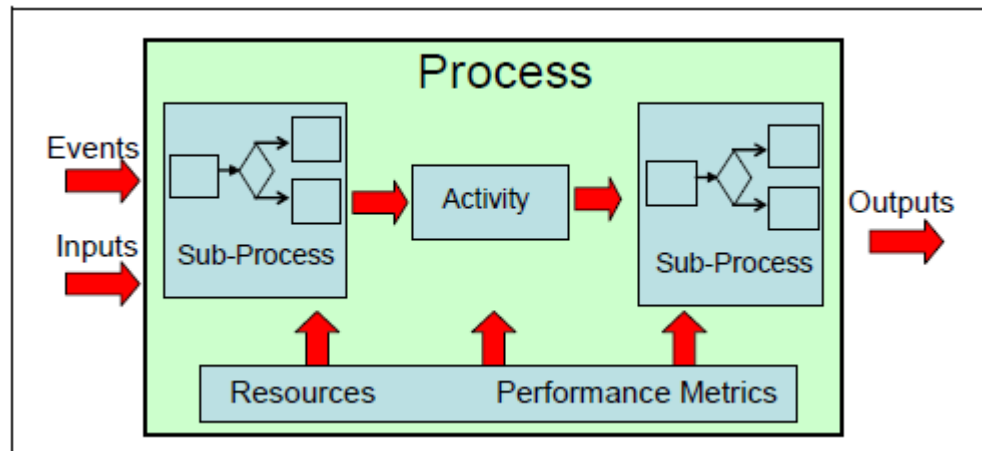 Process
Events
Inputs
Sub-Process
Activity
Sub-Process
Outputs
Resources
Performance Metrics